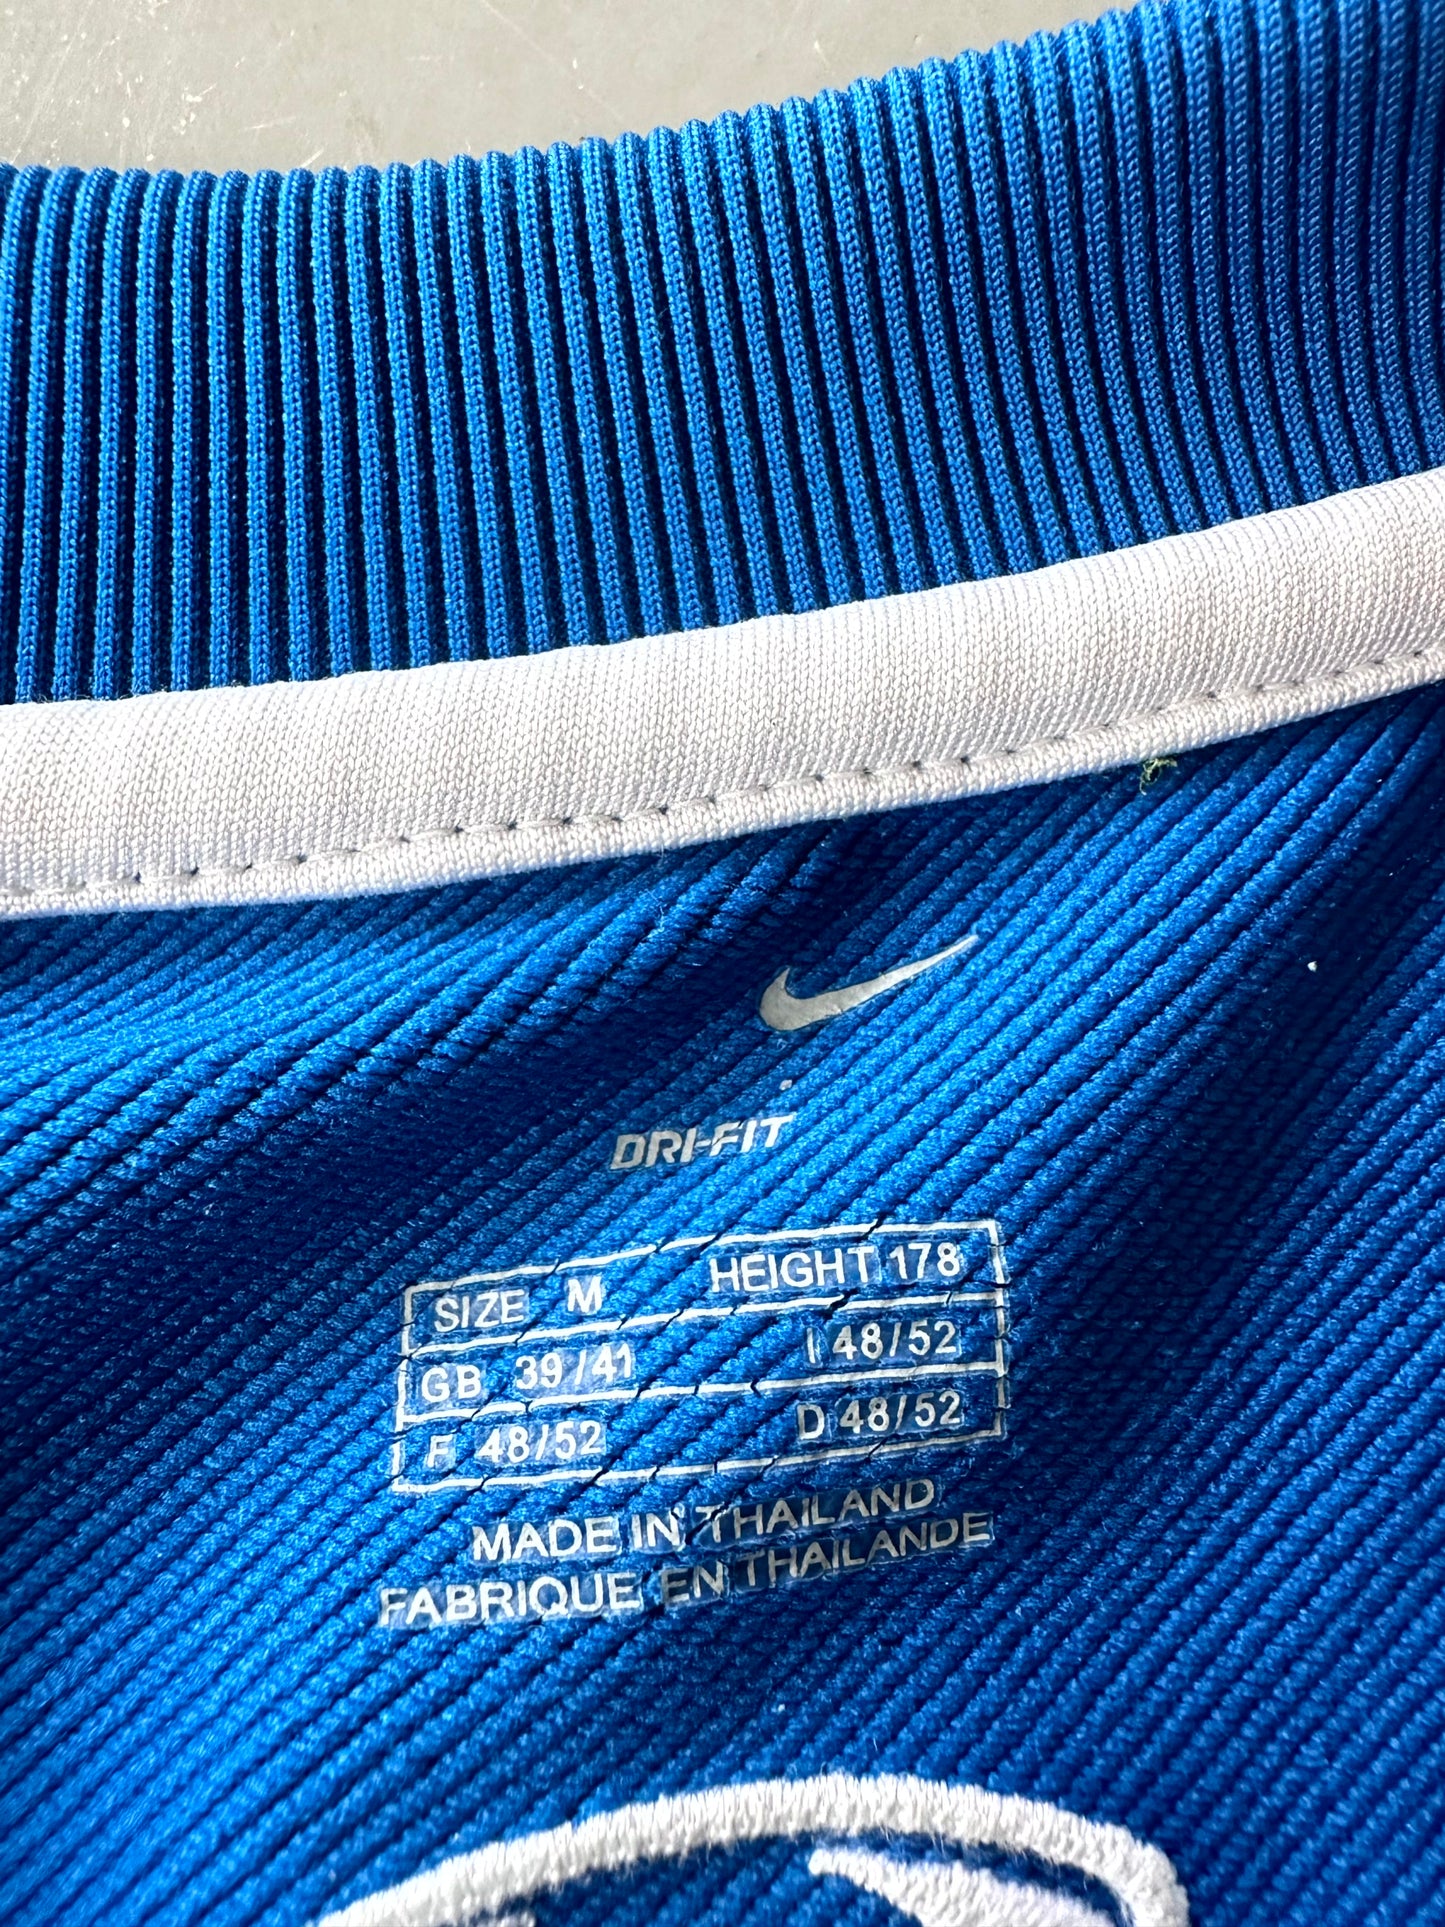 DRI-FIT
SIZE M HEIGHT 178
GB 39/41 I 48/52
F 48/52 D 48/52
MADE IN THAILAND
FABRIQUE EN THAILANDE